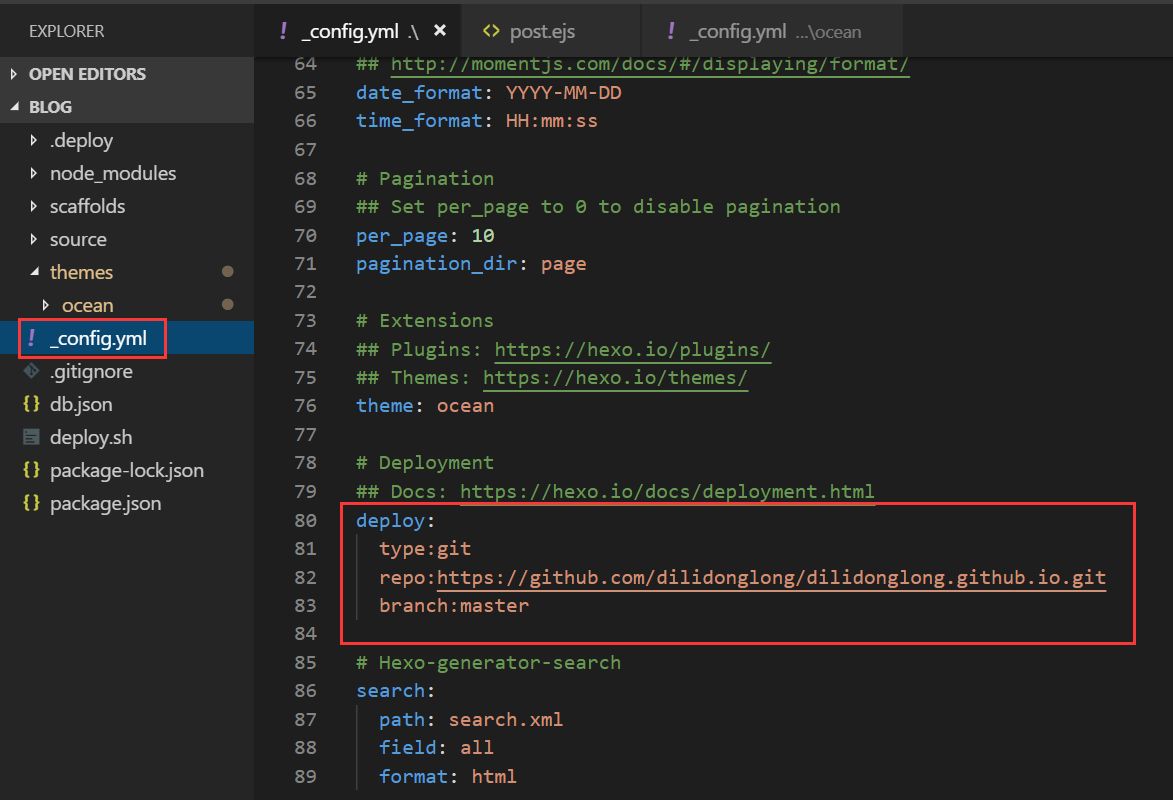 EXPLORER
OPEN EDITORS
BLOG
.deploy
node_modules
scaffolds
source
themes
ocean
! _config.yml
.gitignore
{} db.json
deploy.sh
{} package-lock.json
{} package.json
! _config.yml .\ ×
<> post.ejs
! _config.yml ...\ocean
64 ## http://momentjs.com/docs/#/displaying/format/
65 date_format: YYYY-MM-DD
66 time_format: HH:mm:ss
67
68 # Pagination
69 ## Set per_page to 0 to disable pagination
70 per_page: 10
71 pagination_dir: page
72
73 # Extensions
74 ## Plugins: https://hexo.io/plugins/
75 ## Themes: https://hexo.io/themes/
76 theme: ocean
77
78 # Deployment
79 ## Docs: https://hexo.io/docs/deployment.html
80 deploy:
81 type:git
82 repo:https://github.com/dilidonglong/dilidonglong.github.io.git
83 branch:master
84
85 # Hexo-generator-search
86 search:
87 path: search.xml
88 field: all
89 format: html